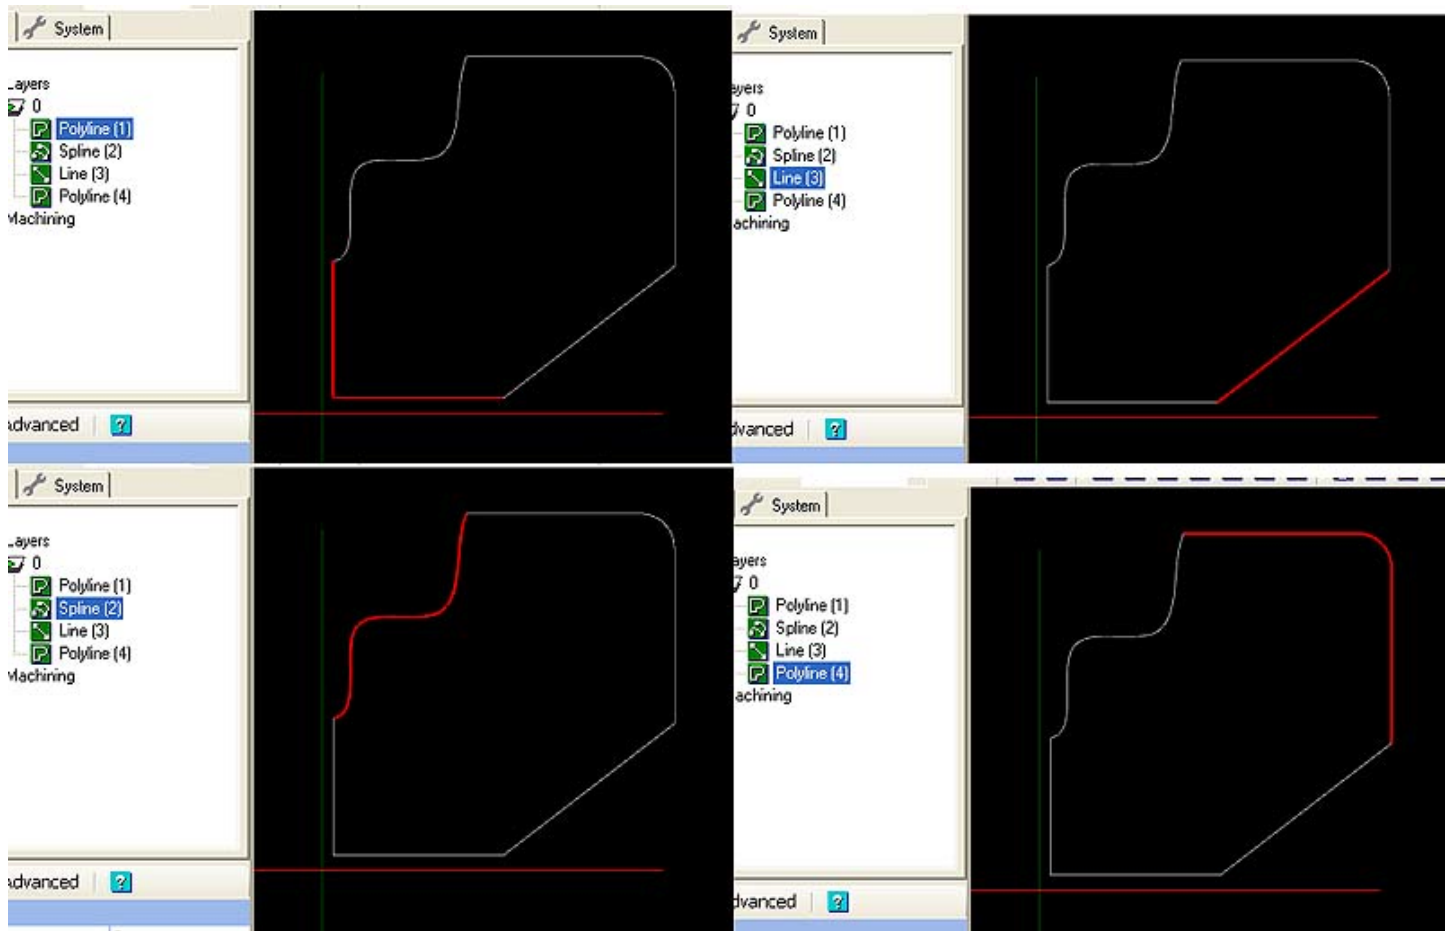 System
Layers
0
Polyline (1)
Spline (2)
Line (3)
Polyline (4)
Machining
Advanced
?
System
ayers
0
Polyline (1)
Spline (2)
Line (3)
Polyline (4)
achining
dvanced
?
System
Layers
0
Polyline (1)
Spline (2)
Line (3)
Polyline (4)
Machining
Advanced
?
System
ayers
0
Polyline (1)
Spline (2)
Line (3)
Polyline (4)
achining
dvanced
?